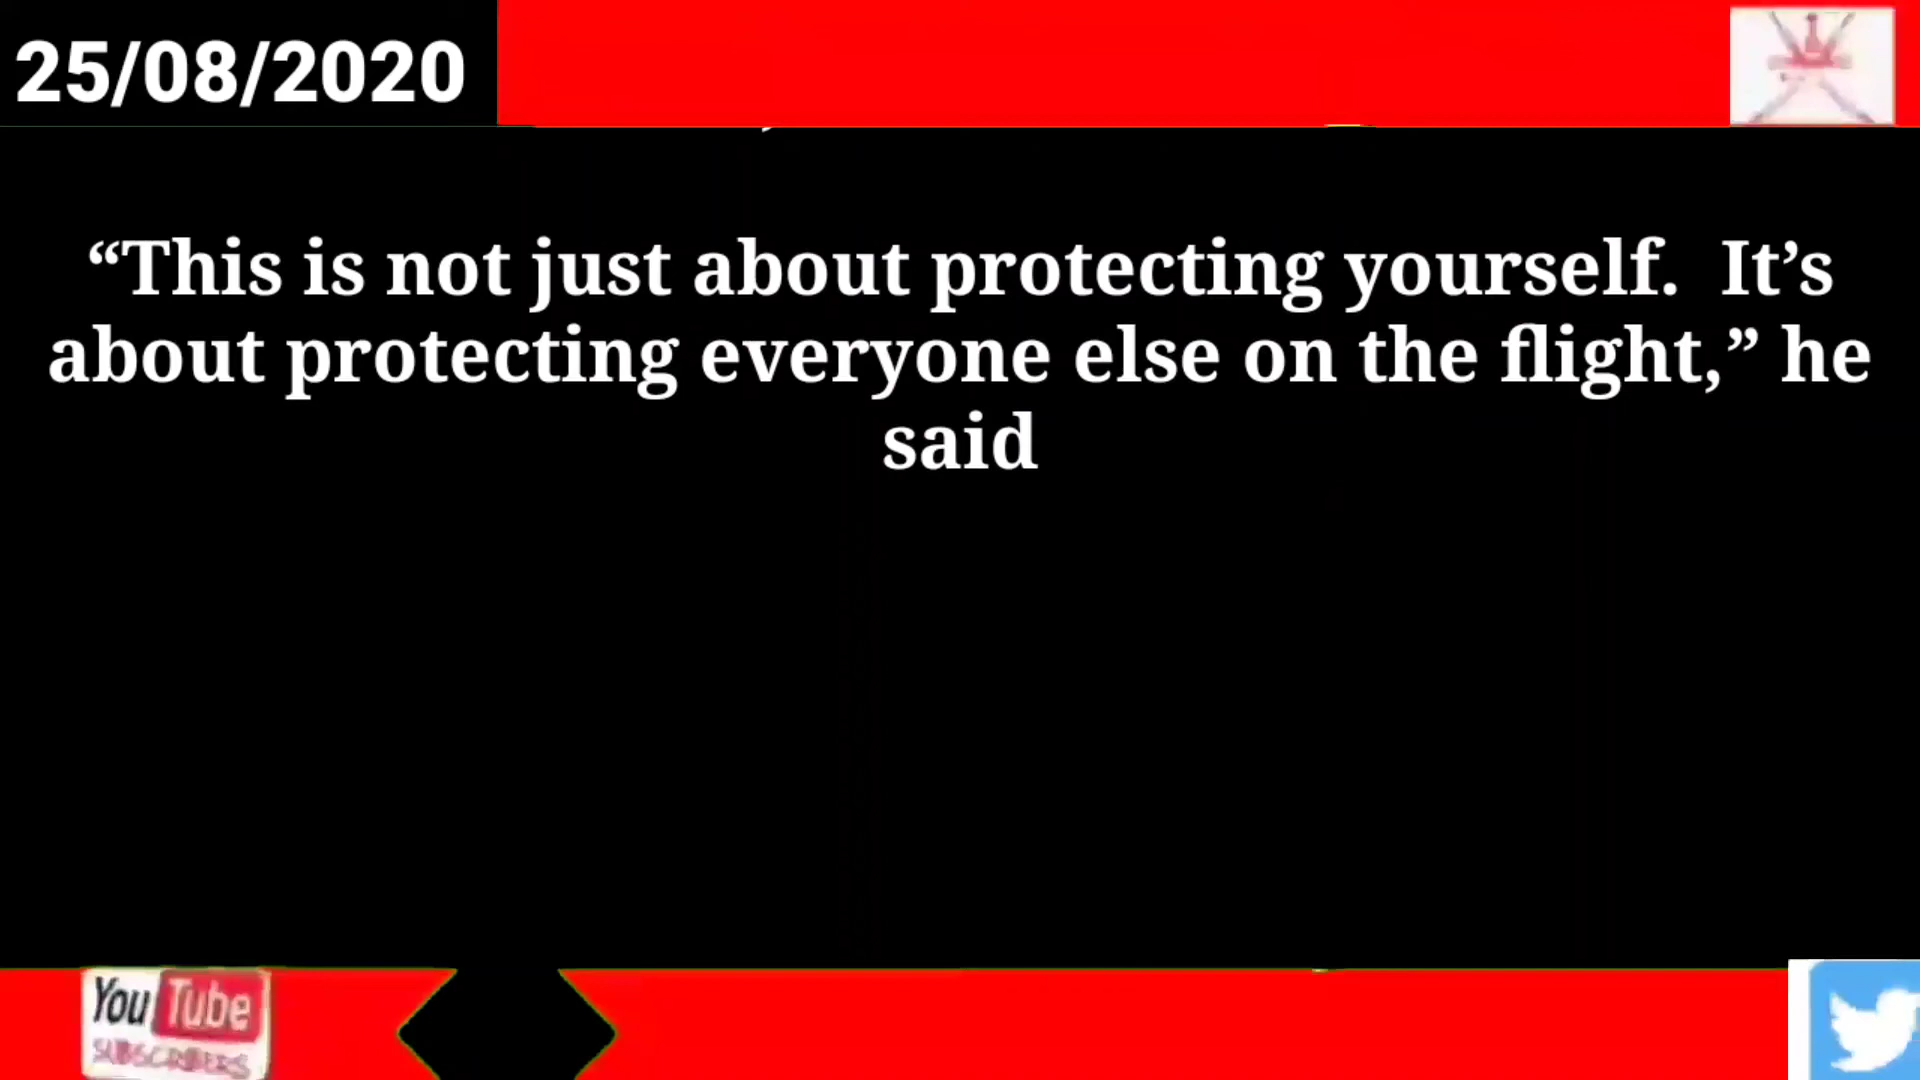 25/08/2020
“This is not just about protecting yourself.  It’s
about protecting everyone else on the flight,” he
said
You Tube
SUBSCRIBERS